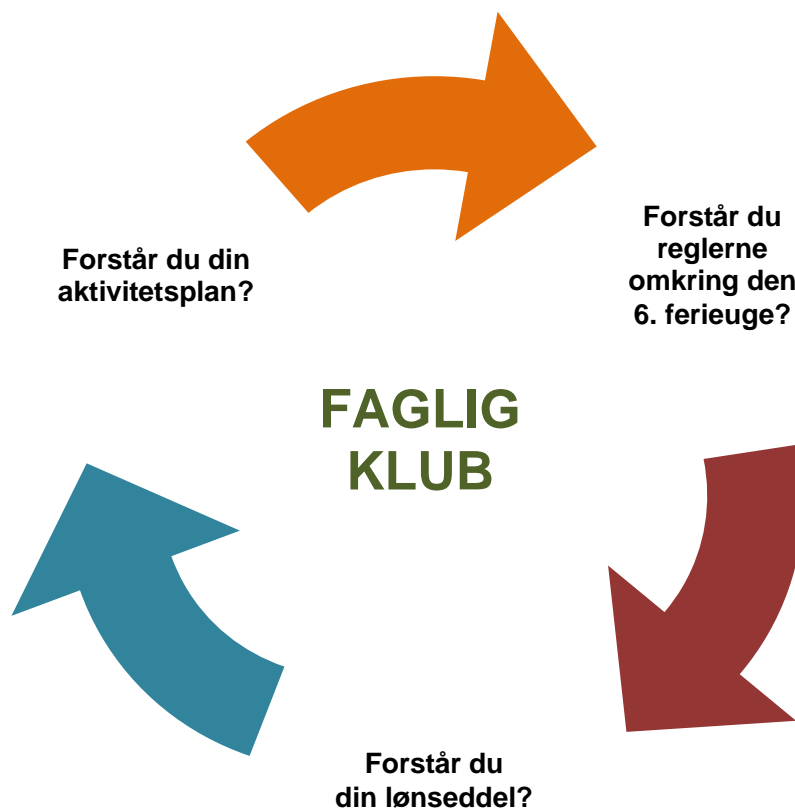 Forstår du din
aktivitetsplan?
Forstår du
reglerne
omkring den
6. ferieuge?
FAGLIG
KLUB
Forstår du
din lønseddel?